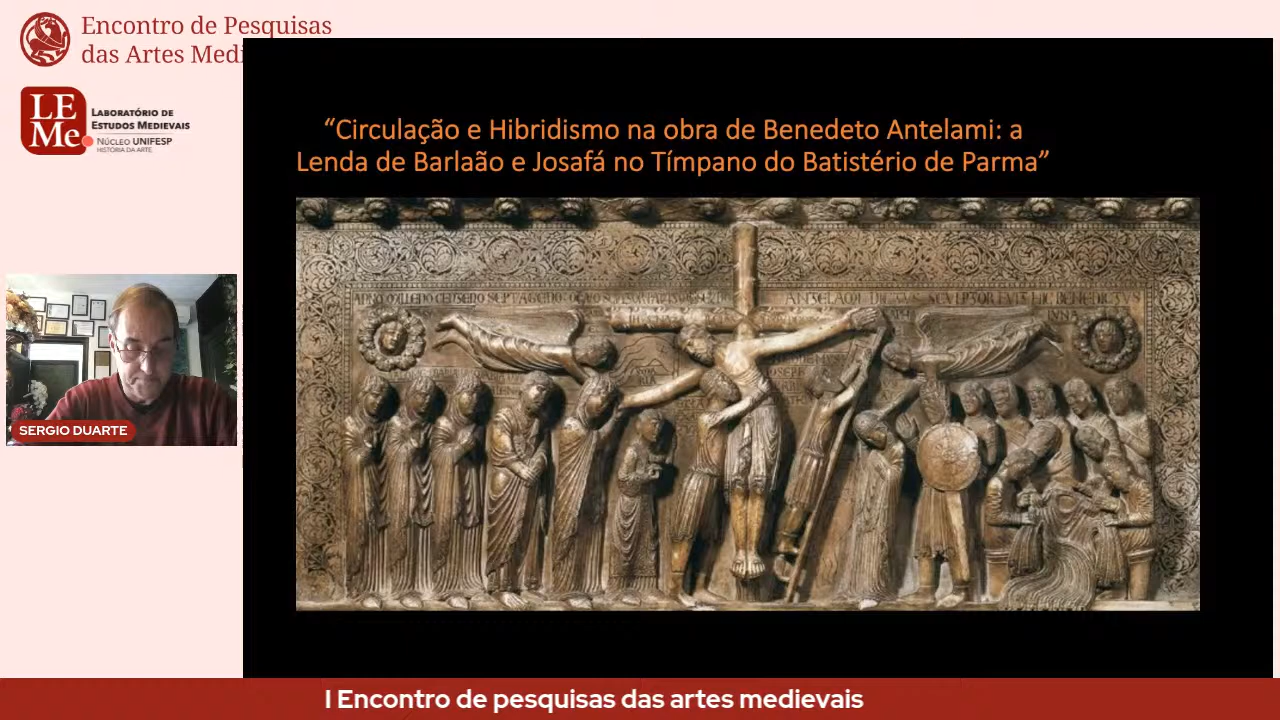 Encontro de Pesquisas
das Artes Medi
LE
Me
LABORATÓRIO DE
ESTUDOS MEDIEVAIS
NÚCLEO UNIFESP
HISTÓRIA DA ARTE
“Circulação e Hibridismo na obra de Benedeto Antelami: a
Lenda de Barlaão e Josafá no Tímpano do Batistério de Parma”
SERGIO DUARTE
I Encontro de pesquisas das artes medievais